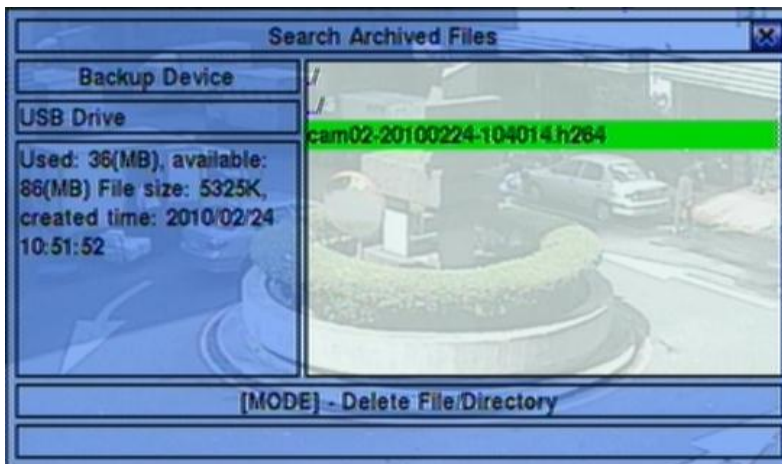 Search Archived Files
Backup Device
USB Drive
Used: 36(MB), available:
86(MB) File size: 5325K,
created time: 2010/02/24
10:51:52
./
../
cam02-20100224-104014.h264
[MODE] - Delete File/Directory